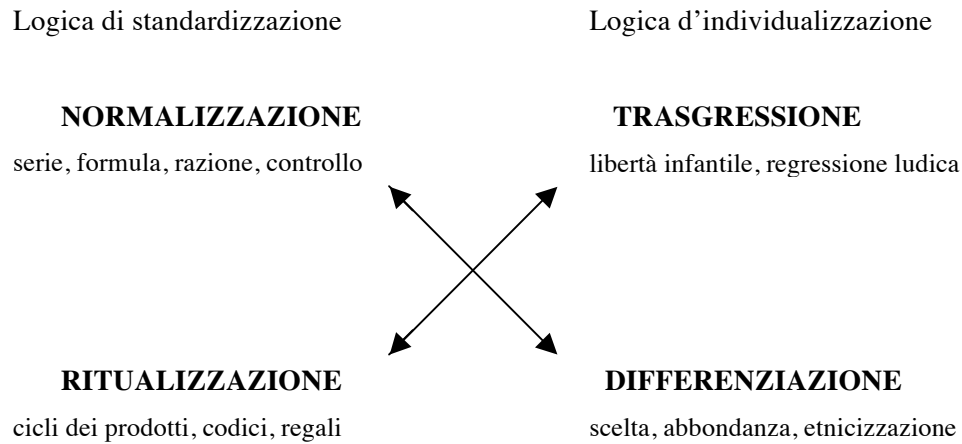 Logica di standardizzazione
Logica d’individualizzazione
NORMALIZZAZIONE
TRASGRESSIONE
serie, formula, razione, controllo
libertà infantile, regressione ludica
RITUALIZZAZIONE
DIFFERENZIAZIONE
cicli dei prodotti, codici, regali
scelta, abbondanza, etnicizzazione